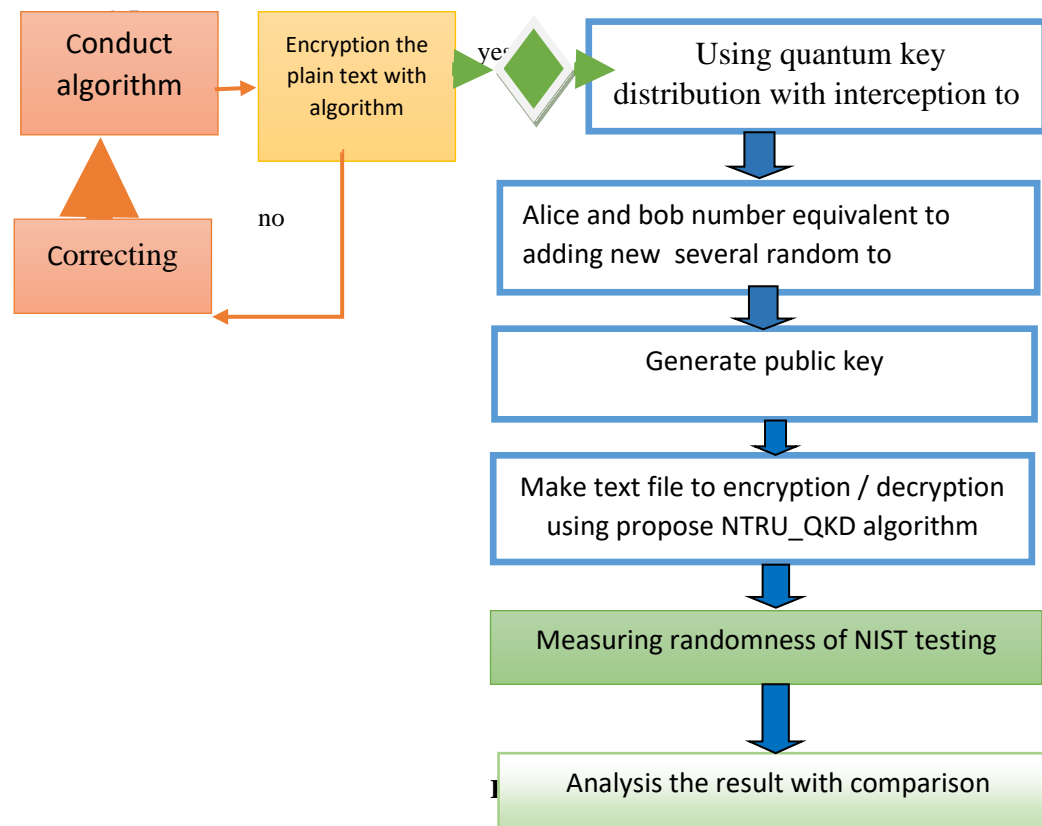 Conduct
algorithm
Encryption the
plain text with
algorithm
yes
Using quantum key
distribution with interception to
no
Correcting
Alice and bob number equivalent to
adding new several random to
Generate public key
Make text file to encryption / decryption
using propose NTRU_QKD algorithm
Measuring randomness of NIST testing
Analysis the result with comparison